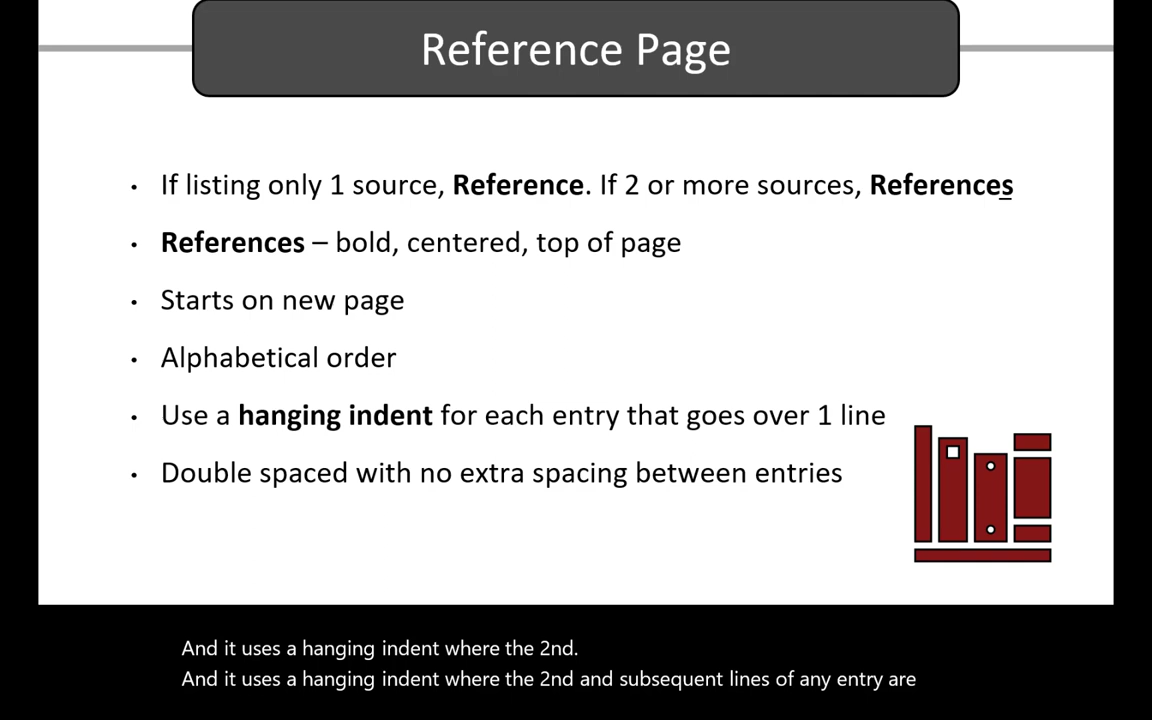 Reference Page
• If listing only 1 source, Reference. If 2 or more sources, References
• References – bold, centered, top of page
• Starts on new page
• Alphabetical order
• Use a hanging indent for each entry that goes over 1 line
• Double spaced with no extra spacing between entries
And it uses a hanging indent where the 2nd.
And it uses a hanging indent where the 2nd and subsequent lines of any entry are